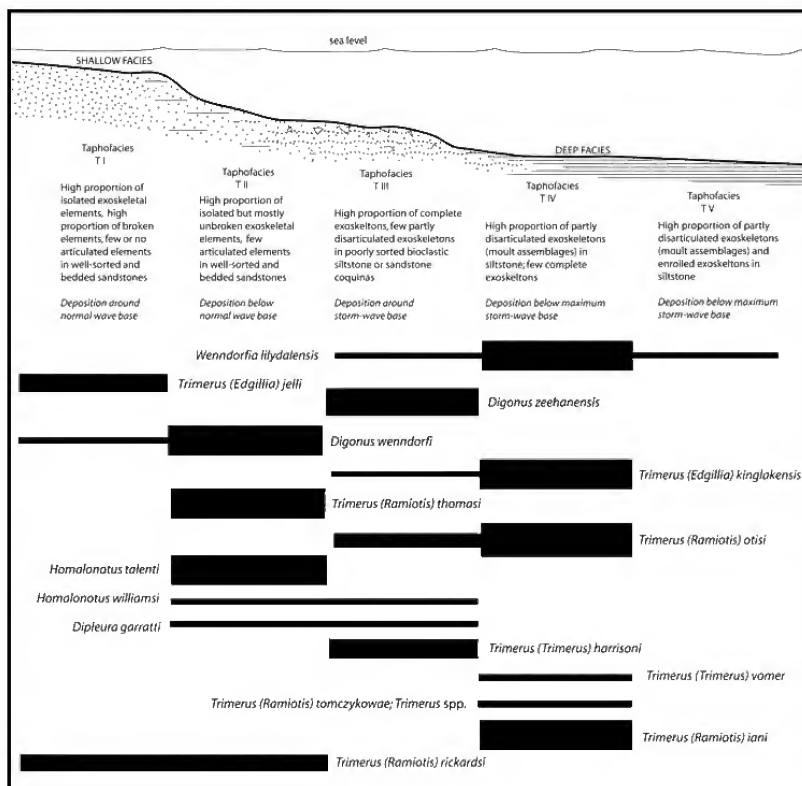 sea level
SHALLOW FACIES
DEEP FACIES
Taphofacies
T I
High proportion of
isolated exoskeletal
elements, high
proportion of broken
elements, few or no
articulated elements
in well-sorted and
bedded sandstones
Deposition around
normal wave base
Taphofacies
T II
High proportion of
isolated but mostly
unbroken exoskeletal
elements, few
articulated elements
in well-sorted and
bedded sandstones
Deposition below
normal wave base
Taphofacies
T III
High proportion of complete
exoskeltons, few partly
disarticulated exoskeletons
in poorly sorted bioclastic
siltstone or sandstone
coquinas
Deposition around
storm-wave base
Taphofacies
T IV
High proportion of partly
disarticulated exoskeletons
(moult assemblages) in
siltstone; few complete
exoskeltons
Deposition below maximum
storm-wave base
Taphofacies
T V
High proportion of partly
disarticulated exoskeletons
(moult assemblages) and
enrolled exoskeltons in
siltstone
Deposition below maximum
storm-wave base
Wenndorfia lilydalensis
Trimerus (Edgillia) jelli
Digonus zeehanensis
Digonus wenndorfi
Trimerus (Edgillia) kinglakensis
Trimerus (Ramiotis) thomasi
Trimerus (Ramiotis) otisi
Homalonotus talenti
Homalonotus williamsi
Dipleura garratti
Trimerus (Trimerus) harrisoni
Trimerus (Trimerus) vomer
Trimerus (Ramiotis) tomczykowae; Trimerus spp.
Trimerus (Ramiotis) iani
Trimerus (Ramiotis) rickardsi